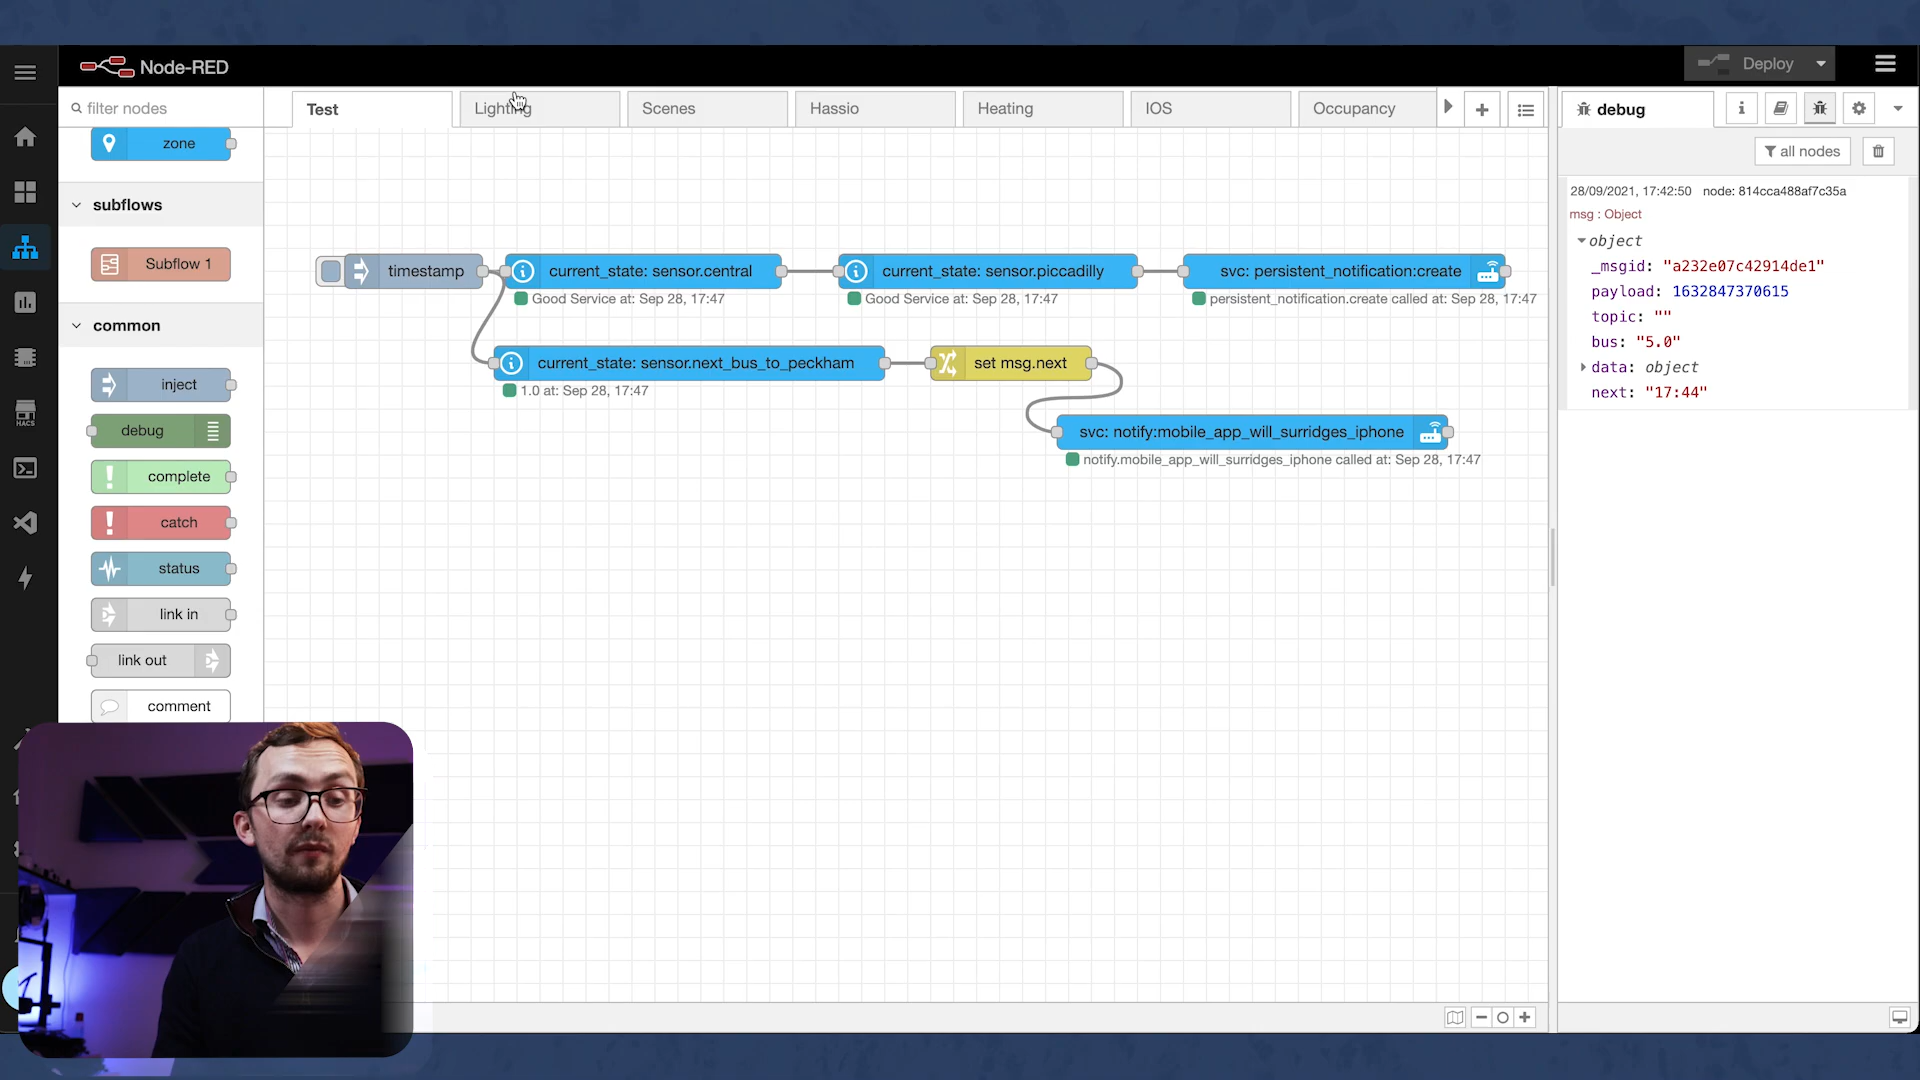 Node-RED
Deploy
filter nodes
Test
Lighting
Scenes
Hassio
Heating
IOS
Occupancy
debug
i
all nodes
zone
subflows
Subflow 1
common
inject
debug
complete
catch
status
link in
link out
comment
HACS
timestamp
current_state: sensor.central
Good Service at: Sep 28, 17:47
current_state: sensor.piccadilly
Good Service at: Sep 28, 17:47
svc: persistent_notification:create
persistent_notification.create called at: Sep 28, 17:47
current_state: sensor.next_bus_to_peckham
1.0 at: Sep 28, 17:47
set msg.next
svc: notify:mobile_app_will_surridges_iphone
notify.mobile_app_will_surridges_iphone called at: Sep 28, 17:47
28/09/2021, 17:42:50 node: 814cca488af7c35a
msg : Object
object
_msgid: "a232e07c42914de1"
payload: 1632847370615
topic: ""
bus: "5.0"
data: object
next: "17:44"